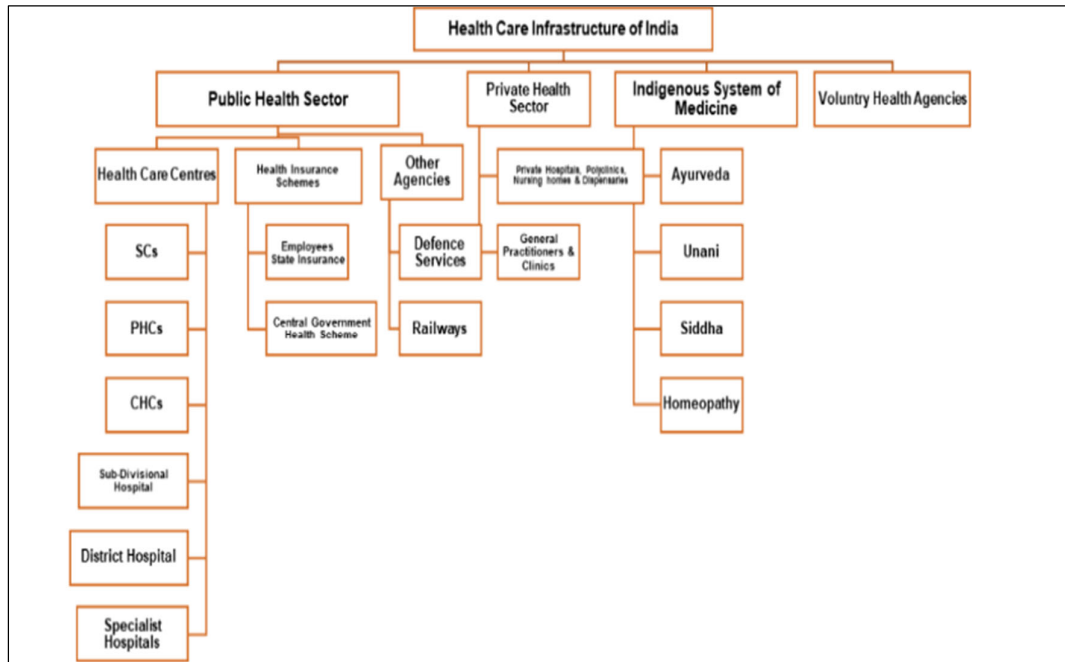 Health Care Infrastructure of India
Public Health Sector
Private Health
Sector
Indigenous System of
Medicine
Voluntry Health Agencies
Health Care Centres
Health Insurance
Schemes
Other
Agencies
Private Hospitals, Polyclinics,
Nursing homes & Dispensaries
Ayurveda
SCs
Employees
State Insurance
Defence
Services
General
Practitioners &
Clinics
Unani
PHCs
Central Government
Health Scheme
Railways
Siddha
CHCs
Homeopathy
Sub-Divisional
Hospital
District Hospital
Specialist
Hospitals